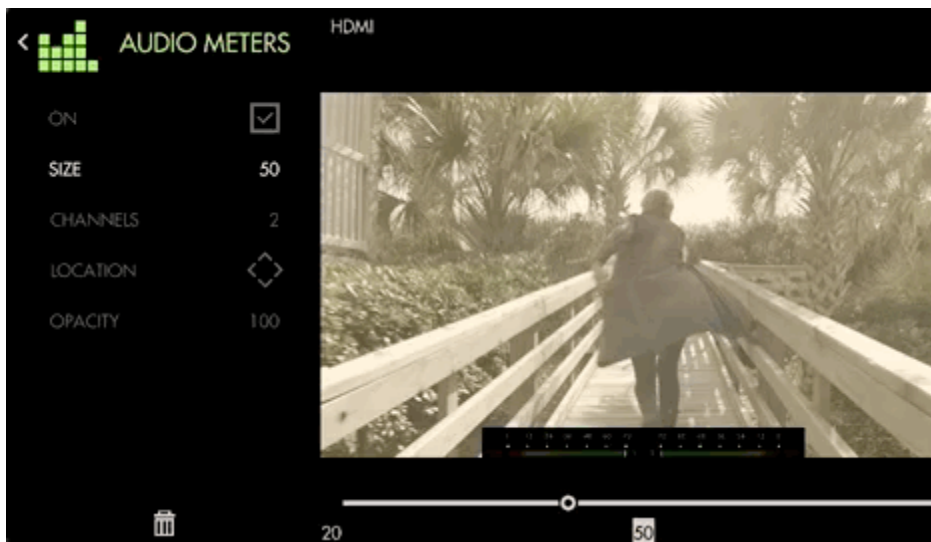 AUDIO METERS
HDMI
ON
SIZE 50
CHANNELS 2
LOCATION
OPACITY 100
20
50